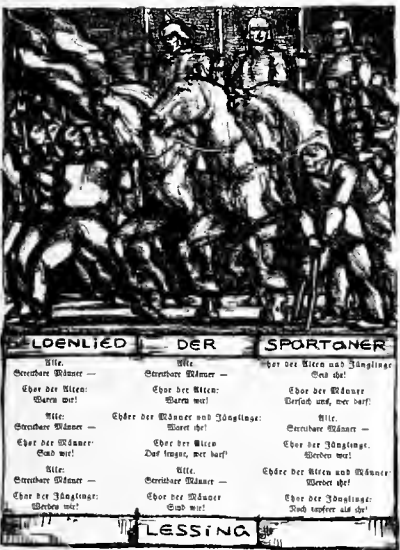 LDENLIED DER SPARTANER
Alle.
Streitbare Männer —
Chor der Alten:
Waren wir!
Alle:
Streitbare Männer —
Chor der Männer:
Sind wir!
Alle:
Streitbare Männer —
Chor der Jünglinge:
Werden wir!
Alle
Streitbare Männer —
Chor der Alten:
Waren wir!
Chöre der Männer und Jünglinge:
Waret ihr!
Chor der Alten
Das leugne, wer darf!
Alle.
Streitbare Männer —
Chor der Männer
Sind wir!
Chor der Alten und Jünglinge
Seid ihr!
Chor der Männer
Versuch uns, wer darf!
Alle.
Streitbare Männer —
Chor der Jünglinge.
Werden wir!
Chöre der Alten und Männer
Werdet ihr!
Chor der Jünglinge:
Noch tapfrer als ihr!
LESSING